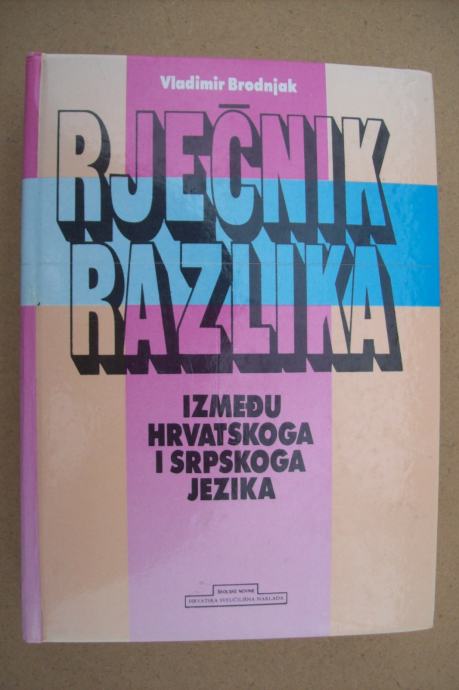 Vladimir Brodnjak
RJEČNIK
RAZLIKA
IZMEĐU
HRVATSKOGA
I SRPSKOGA
JEZIKA
ŠKOLSKE NOVINE
HRVATSKA SVEUČILIŠNA NAKLADA